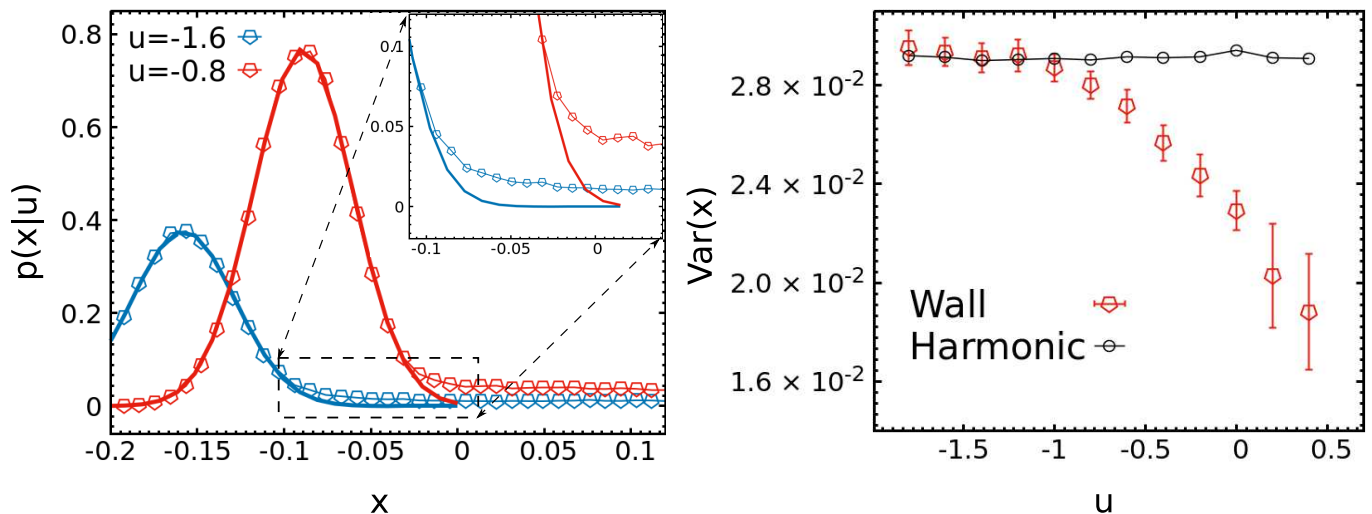 p(x|u)
0.8
0.6
0.4
0.2
0
u=-1.6
u=-0.8
0.1
0.05
0
-0.1
-0.05
0
-0.2
-0.15
-0.1
-0.05
0
0.05
0.1
x
Var(x)
2.8 × 10⁻²
2.4 × 10⁻²
2.0 × 10⁻²
1.6 × 10⁻²
Wall
Harmonic
-1.5
-1
-0.5
0
0.5
u